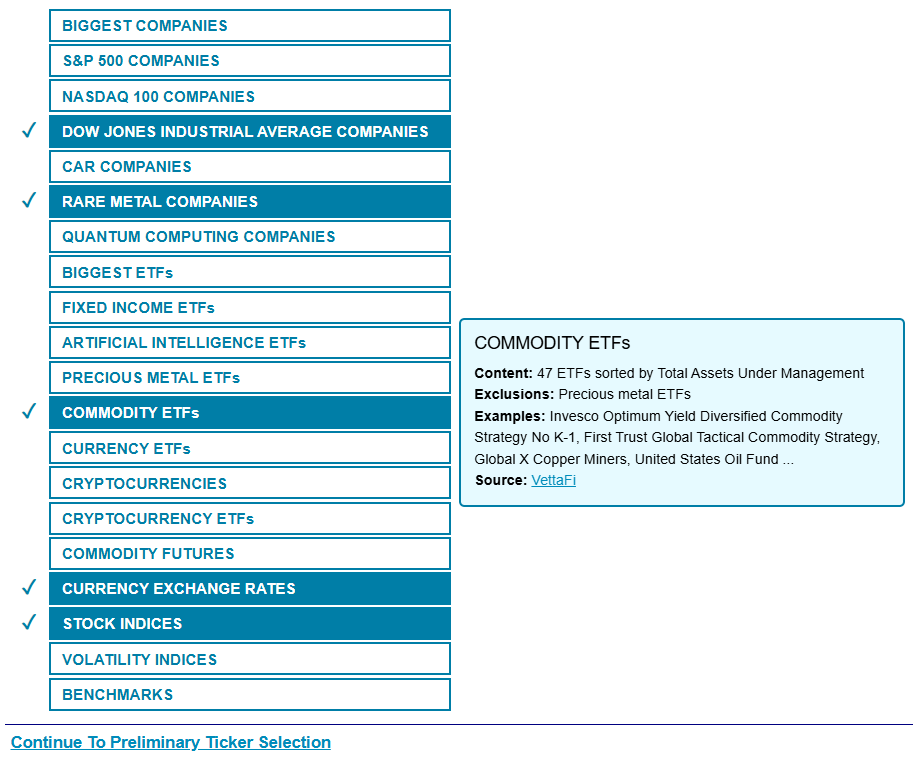 BIGGEST COMPANIES
S&P 500 COMPANIES
NASDAQ 100 COMPANIES
✓ DOW JONES INDUSTRIAL AVERAGE COMPANIES
CAR COMPANIES
✓ RARE METAL COMPANIES
QUANTUM COMPUTING COMPANIES
BIGGEST ETFs
FIXED INCOME ETFs
ARTIFICIAL INTELLIGENCE ETFs
PRECIOUS METAL ETFs
✓ COMMODITY ETFs
CURRENCY ETFs
CRYPTOCURRENCIES
CRYPTOCURRENCY ETFs
COMMODITY FUTURES
✓ CURRENCY EXCHANGE RATES
✓ STOCK INDICES
VOLATILITY INDICES
BENCHMARKS
COMMODITY ETFs
Content: 47 ETFs sorted by Total Assets Under Management
Exclusions: Precious metal ETFs
Examples: Invesco Optimum Yield Diversified Commodity
Strategy No K-1, First Trust Global Tactical Commodity Strategy,
Global X Copper Miners, United States Oil Fund ...
Source: VettaFi
Continue To Preliminary Ticker Selection